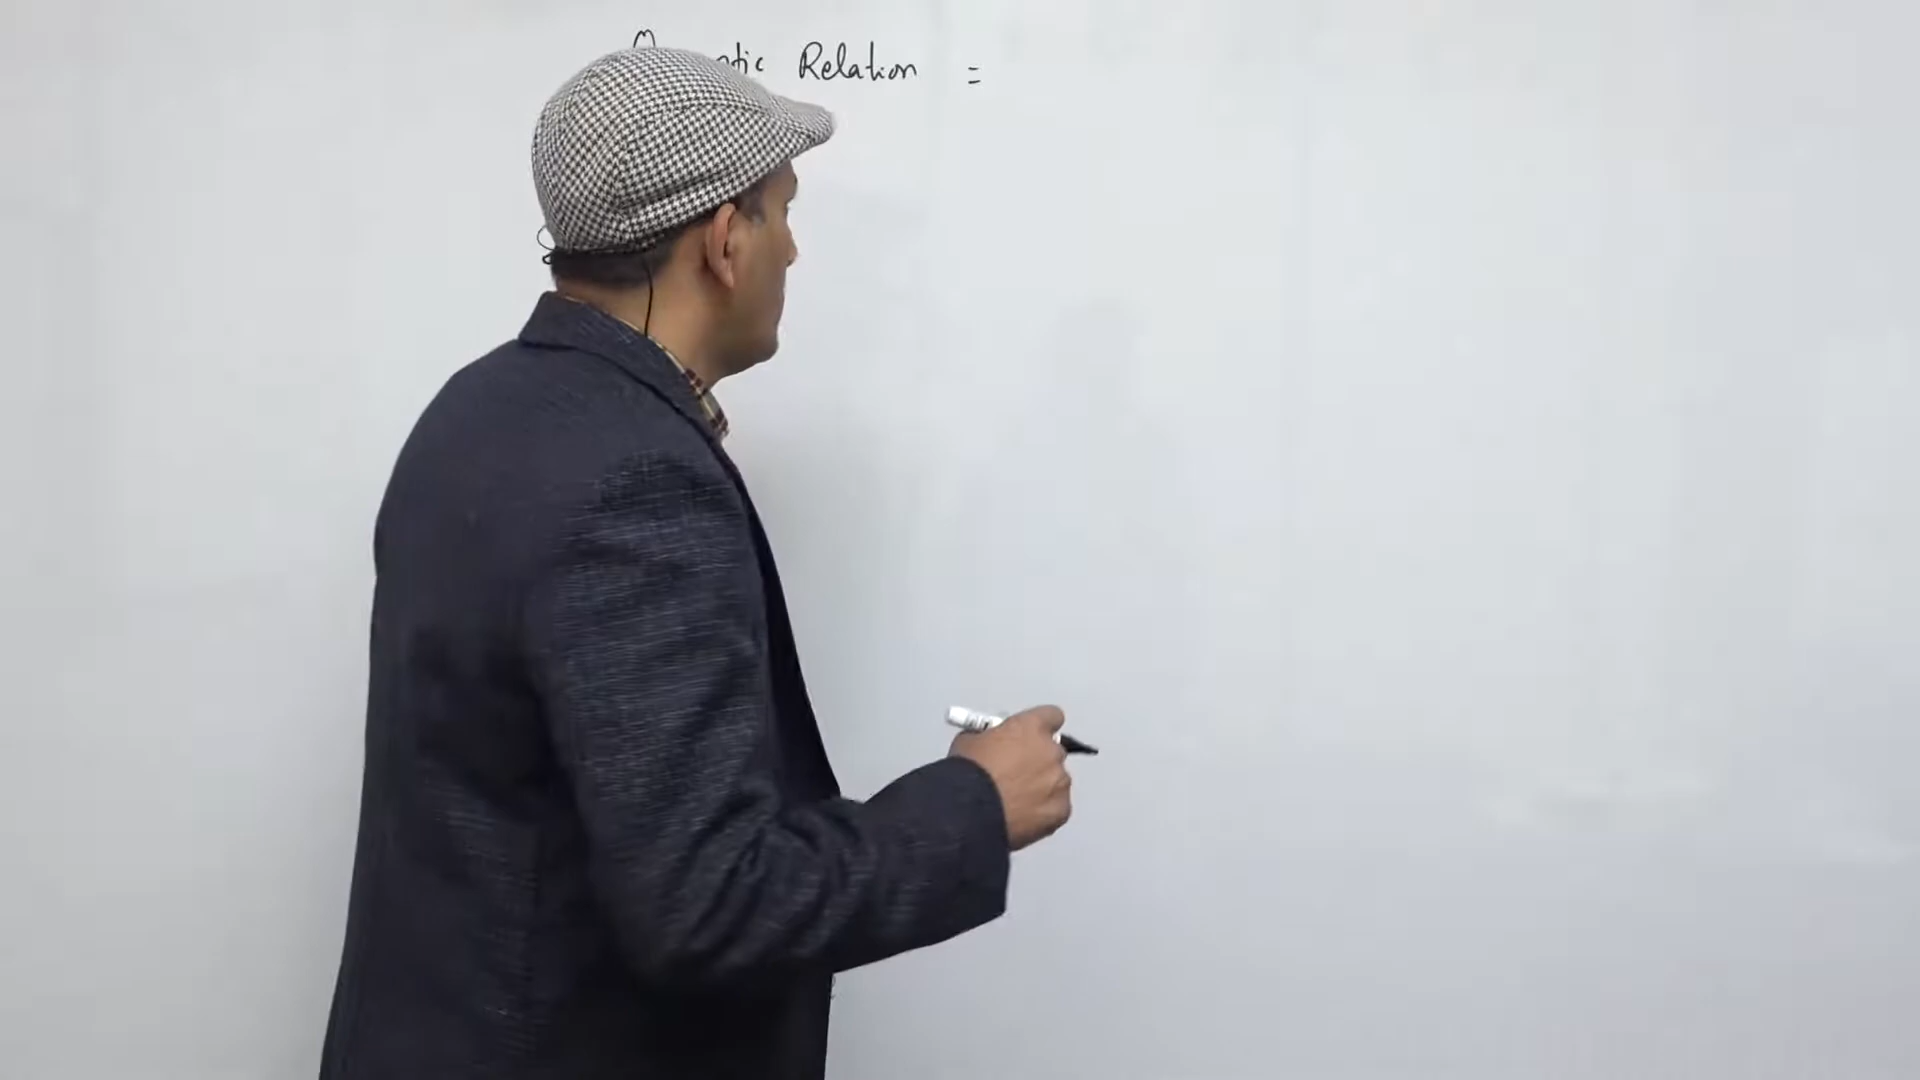 Relation =